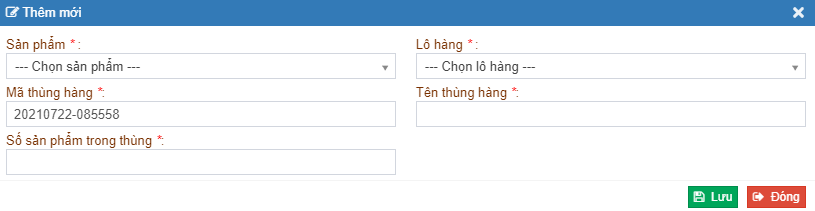 Thêm mới
Sản phẩm * :
Lô hàng * :
--- Chọn sản phẩm ---
--- Chọn lô hàng ---
Mã thùng hàng *:
Tên thùng hàng *:
20210722-085558
Số sản phẩm trong thùng *:
Lưu
Đóng